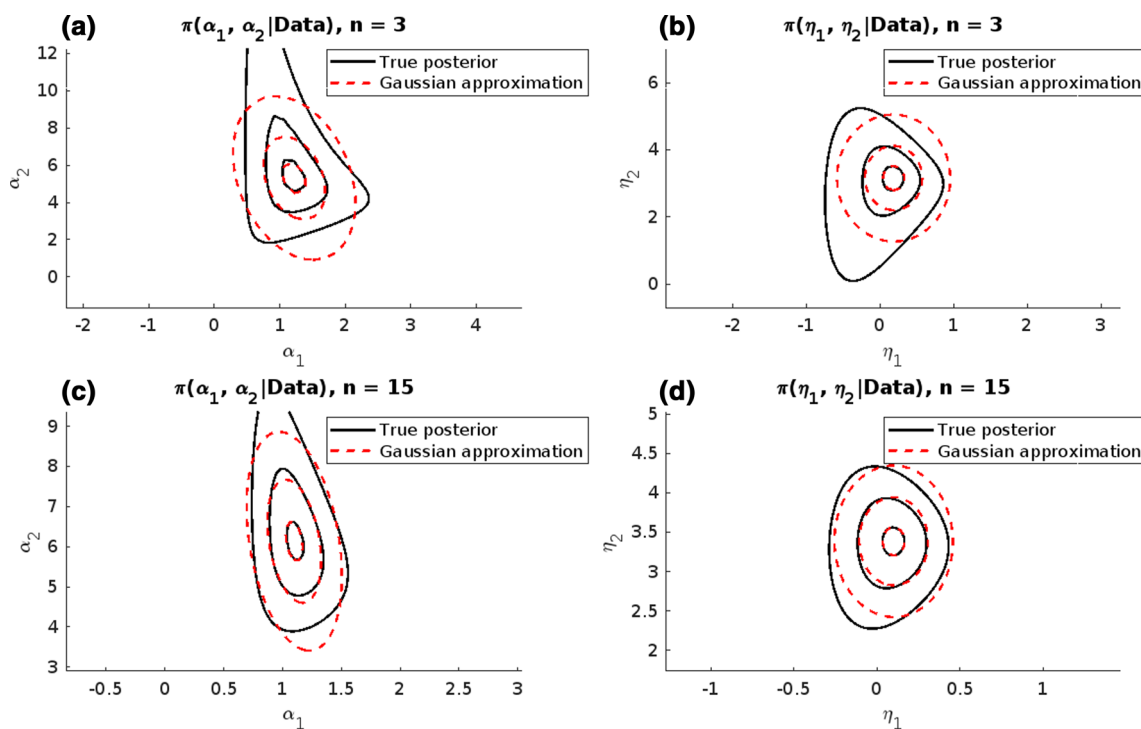 (a) π(α₁, α₂|Data), n = 3
True posterior
Gaussian approximation
12
10
8
6
4
2
0
α₂
-2 -1 0 1 2 3 4
α₁
(b) π(η₁, η₂|Data), n = 3
True posterior
Gaussian approximation
6
4
2
0
η₂
-2 -1 0 1 2 3
η₁
(c) π(α₁, α₂|Data), n = 15
True posterior
Gaussian approximation
9
8
7
6
5
4
3
α₂
-0.5 0 0.5 1 1.5 2 2.5 3
α₁
(d) π(η₁, η₂|Data), n = 15
True posterior
Gaussian approximation
5
4.5
4
3.5
3
2.5
2
η₂
-1 -0.5 0 0.5 1
η₁